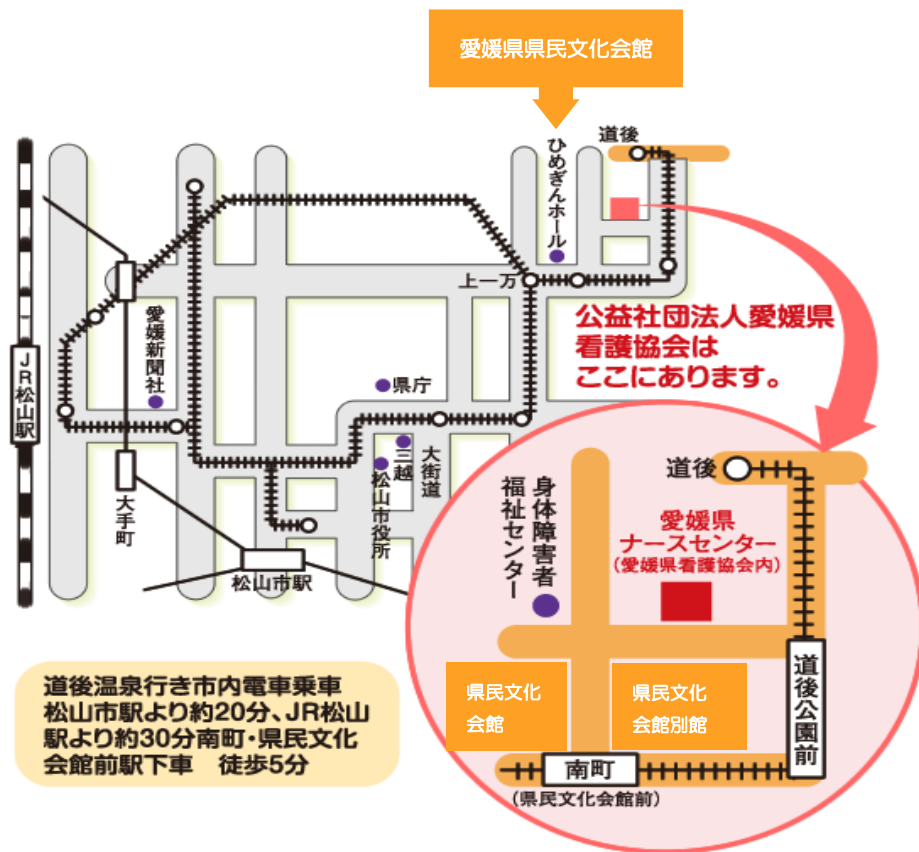 愛媛県県民文化会館
道後
ひめぎんホール
上一万
公益社団法人愛媛県
看護協会は
ここにあります。
愛媛新聞社
JR松山駅
県庁
三越
大街道
松山市役所
大手町
松山市駅
道後
身体障害者
福祉センター
愛媛県
ナースセンター
(愛媛県看護協会内)
県民文化
会館
県民文化
会館別館
道後公園前
南町
(県民文化会館前)
道後温泉行き市内電車乗車
松山市駅より約20分、JR松山
駅より約30分南町・県民文化
会館前駅下車　徒歩5分